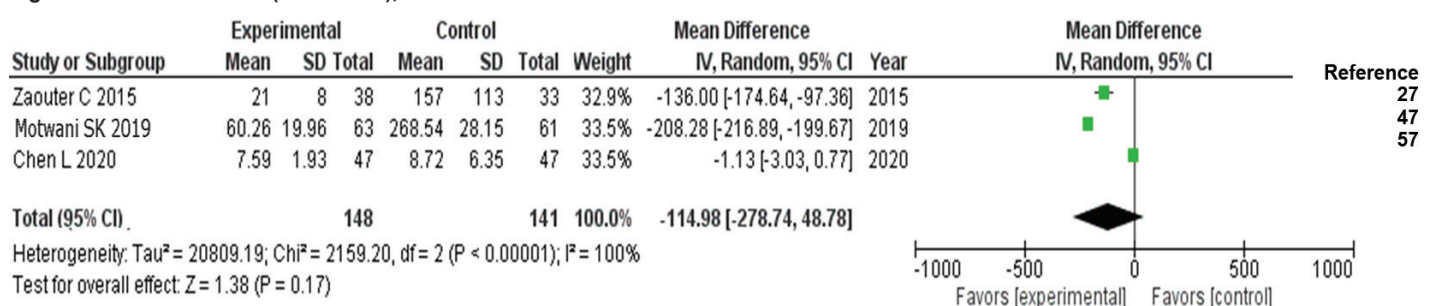 Experimental Control Mean Difference Mean Difference
Study or Subgroup Mean SD Total Mean SD Total Weight IV, Random, 95% CI Year IV, Random, 95% CI
Reference
Zaouter C 2015 21 8 38 157 113 33 32.9% -136.00 [-174.64, -97.36] 2015 27
Motwani SK 2019 60.26 19.96 63 268.54 28.15 61 33.5% -208.28 [-216.89, -199.67] 2019 47
Chen L 2020 7.59 1.93 47 8.72 6.35 47 33.5% -1.13 [-3.03, 0.77] 2020 57
Total (95% CI) 148 141 100.0% -114.98 [-278.74, 48.78]
Heterogeneity: Tau² = 20809.19; Chi² = 2159.20, df = 2 (P < 0.00001); I² = 100%
Test for overall effect: Z = 1.38 (P = 0.17)
-1000 -500 0 500 1000
Favors [experimental] Favors [control]